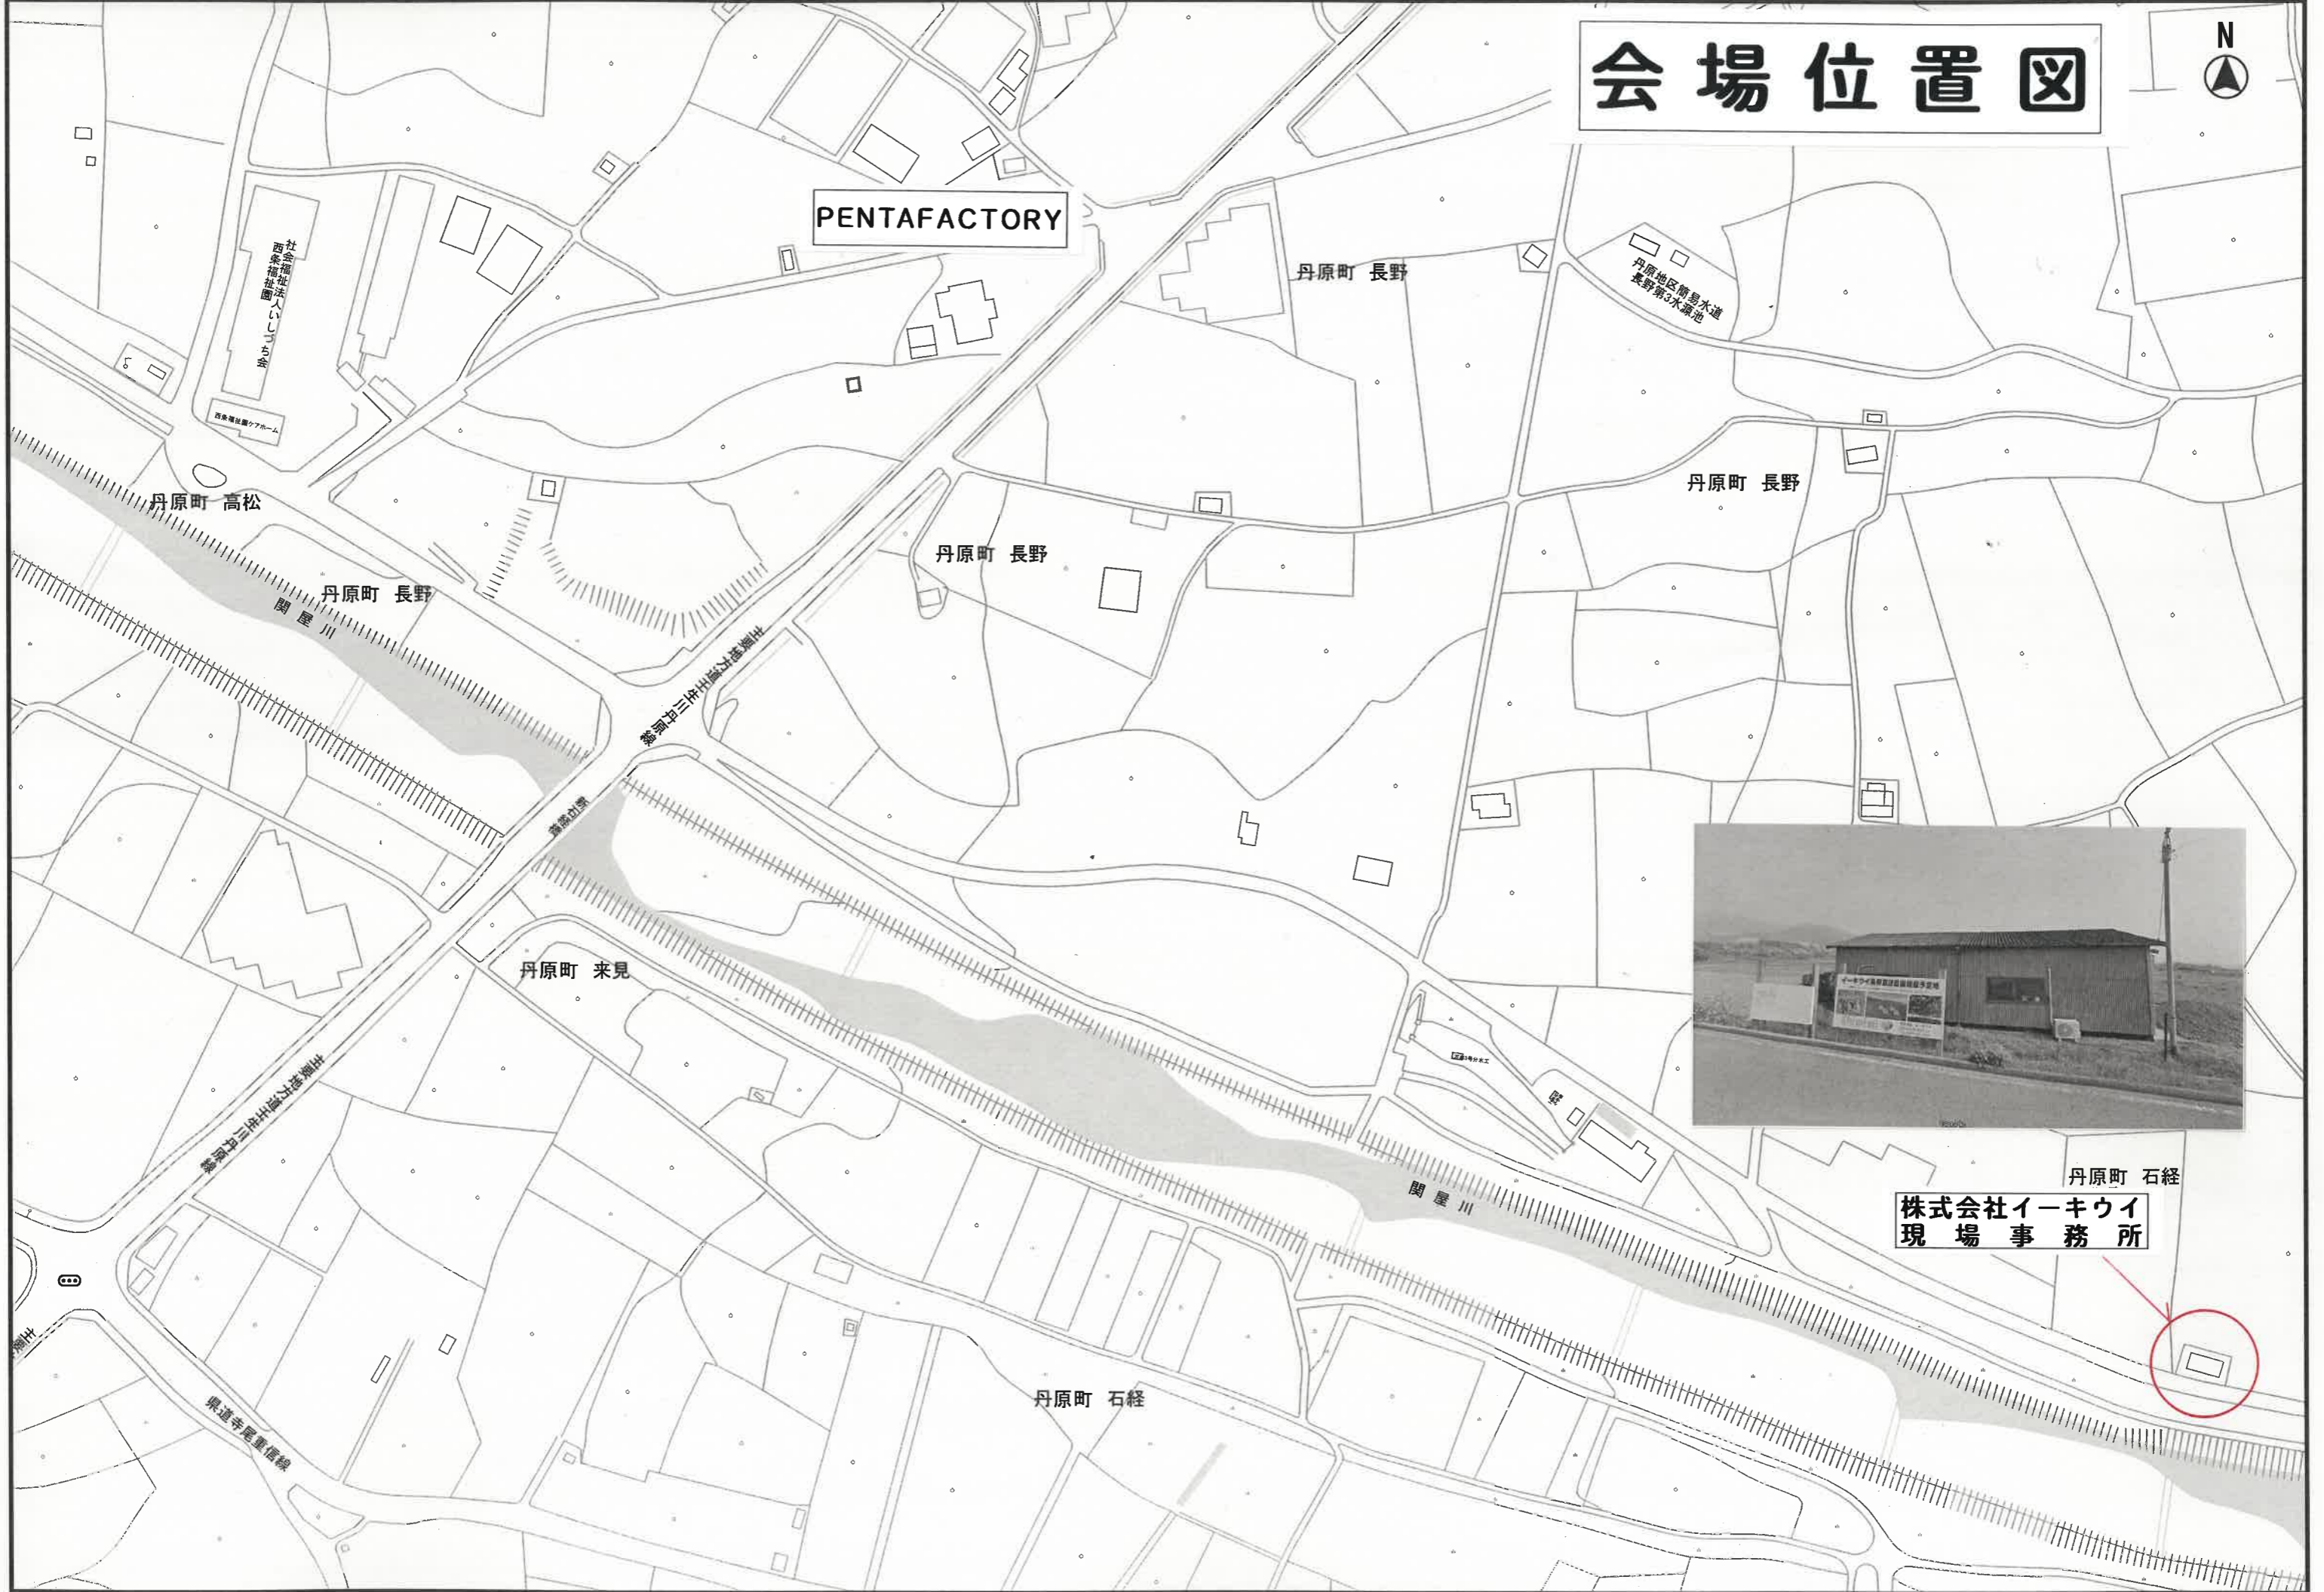 会場位置図
N
PENTAFACTORY
社会福祉法人いしづち会
西条福祉園
西条福祉園ケアホーム
丹原町 長野
丹原地区簡易水道
長野第3水源池
丹原町 高松
丹原町 長野
関屋川
丹原町 長野
丹原町 長野
主要地方道壬生川丹原線
新石経橋
丹原町 来見
主要地方道壬生川丹原線
関屋川
丹原町 石経
株式会社イーキウイ
現場事務所
丹原町 石経
主要
県道寺尾重信線